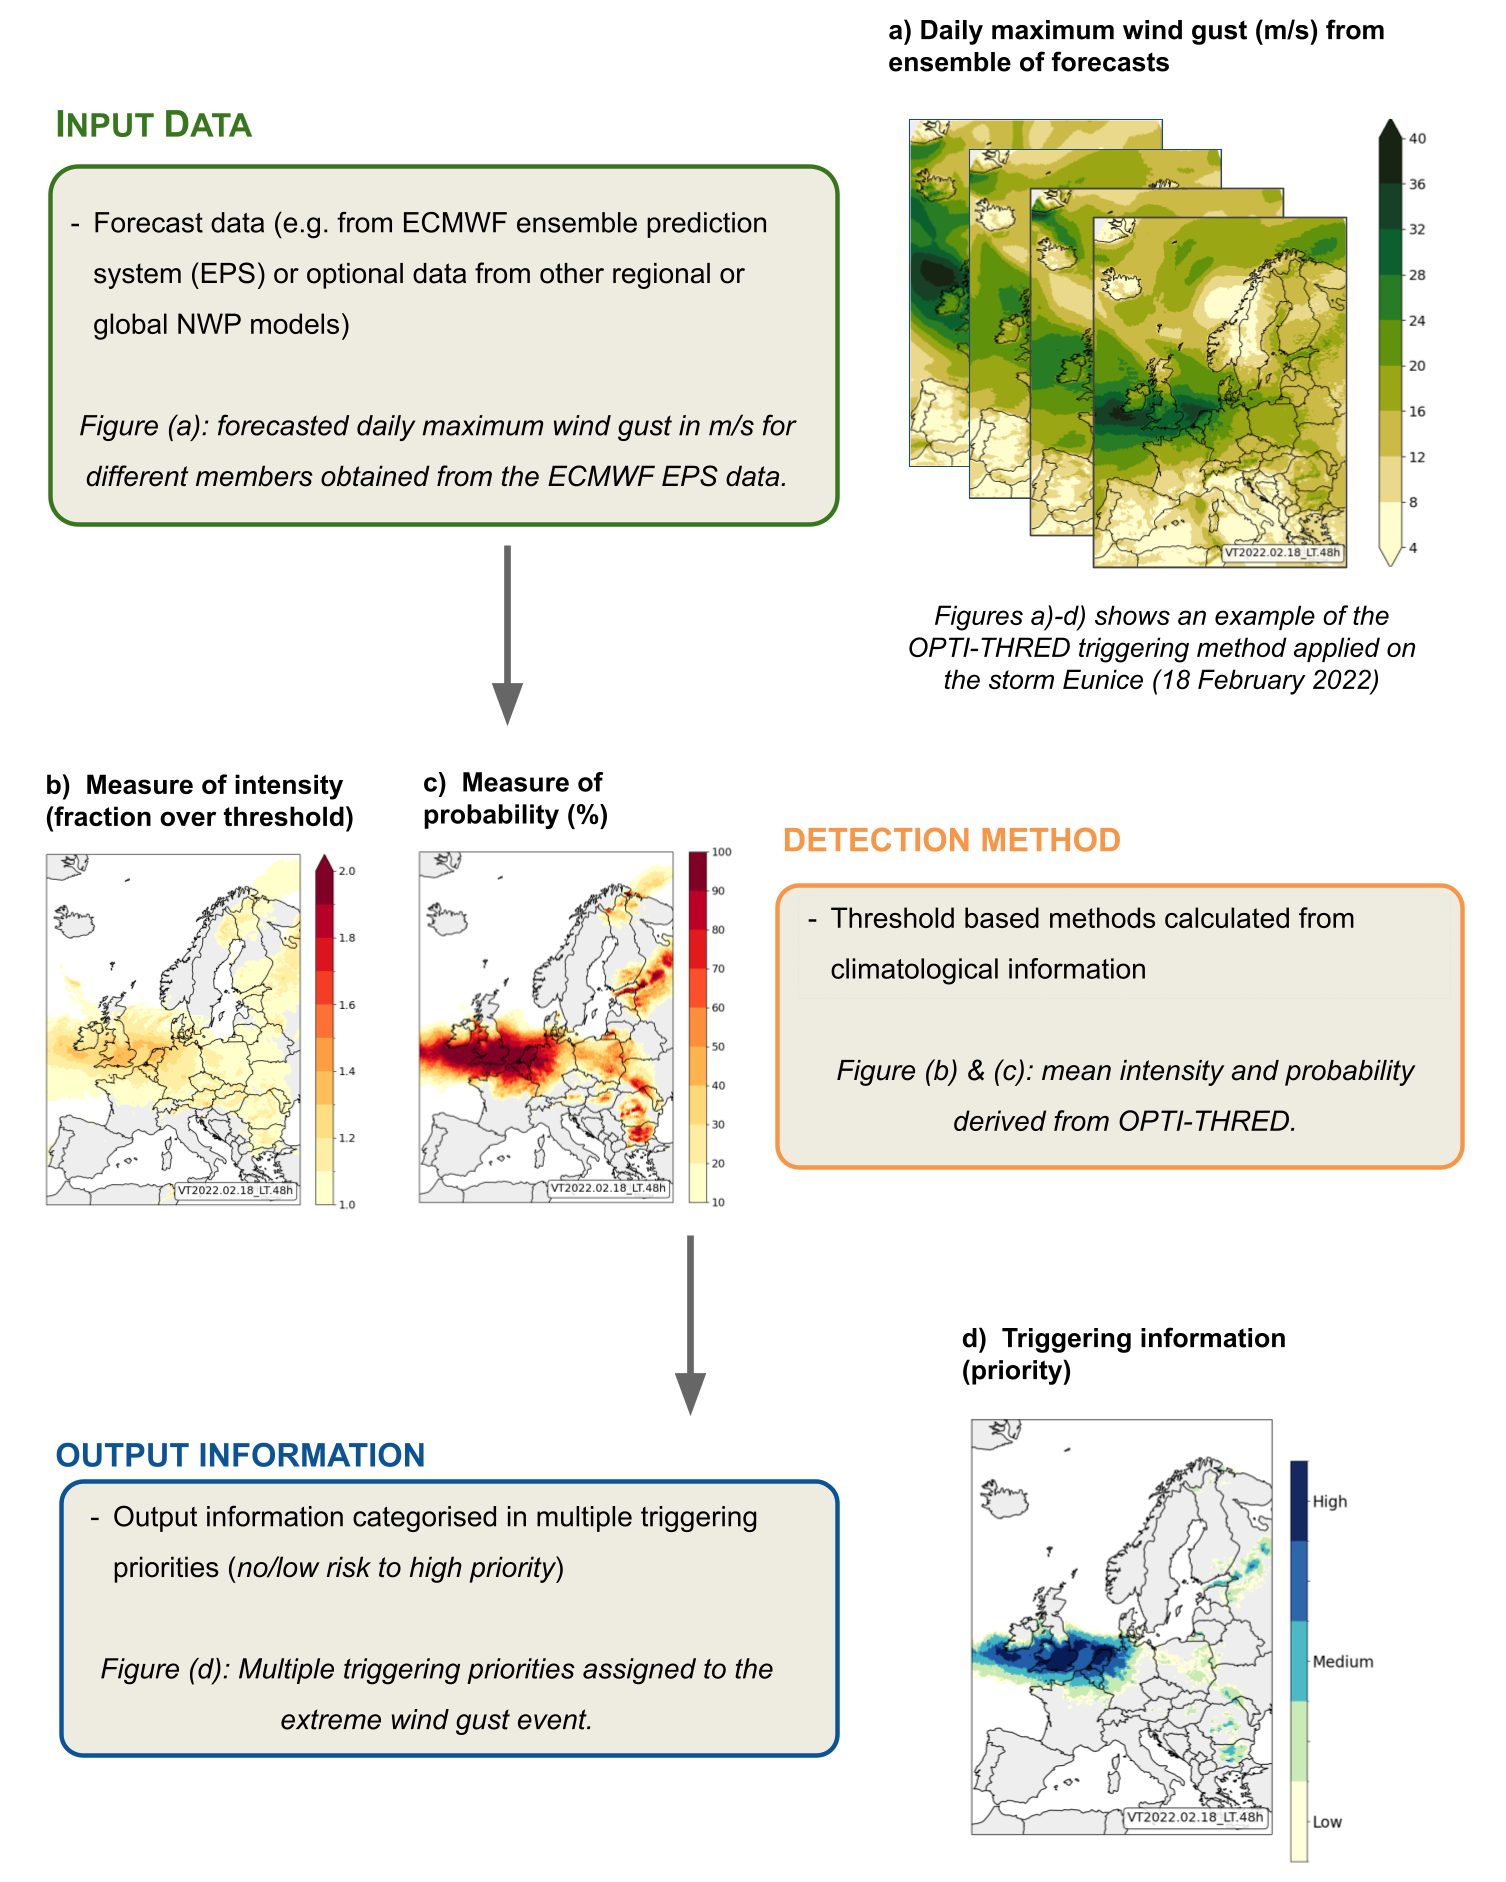 a) Daily maximum wind gust (m/s) from
ensemble of forecasts
INPUT DATA
- Forecast data (e.g. from ECMWF ensemble prediction
system (EPS) or optional data from other regional or
global NWP models)
Figure (a): forecasted daily maximum wind gust in m/s for
different members obtained from the ECMWF EPS data.
40
36
32
28
24
20
16
12
8
4
VT2022.02.18_LT.48h
Figures a)-d) shows an example of the
OPTI-THRED triggering method applied on
the storm Eunice (18 February 2022)
b) Measure of intensity
(fraction over threshold)
2.0
1.8
1.6
1.4
1.2
1.0
VT2022.02.18_LT.48h
c) Measure of
probability (%)
100
90
80
70
60
50
40
30
20
10
VT2022.02.18_LT.48h
DETECTION METHOD
- Threshold based methods calculated from
climatological information
Figure (b) & (c): mean intensity and probability
derived from OPTI-THRED.
OUTPUT INFORMATION
- Output information categorised in multiple triggering
priorities (no/low risk to high priority)
Figure (d): Multiple triggering priorities assigned to the
extreme wind gust event.
d) Triggering information
(priority)
High
Medium
Low
VT2022.02.18_LT.48h